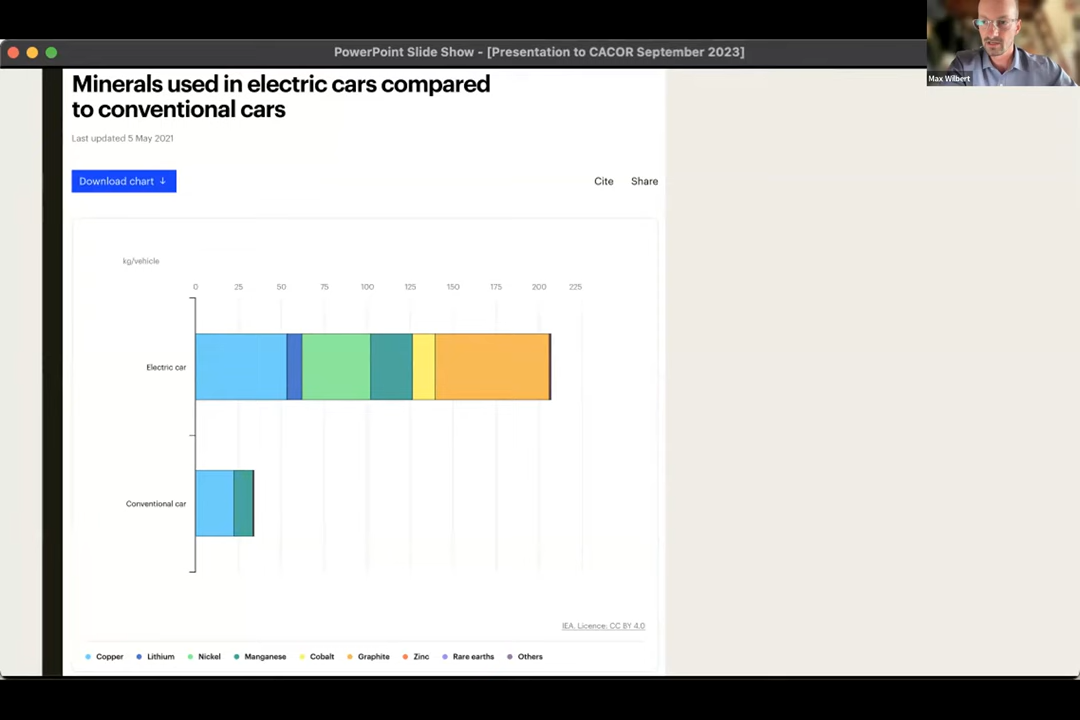 PowerPoint Slide Show - [Presentation to CACOR September 2023]
Max Wilbert
Minerals used in electric cars compared
to conventional cars
Last updated 5 May 2021
Download chart ↓
Cite Share
kg/vehicle
0 25 50 75 100 125 150 175 200 225
Electric car
Conventional car
IEA. Licence: CC BY 4.0
Copper Lithium Nickel Manganese Cobalt Graphite Zinc Rare earths Others